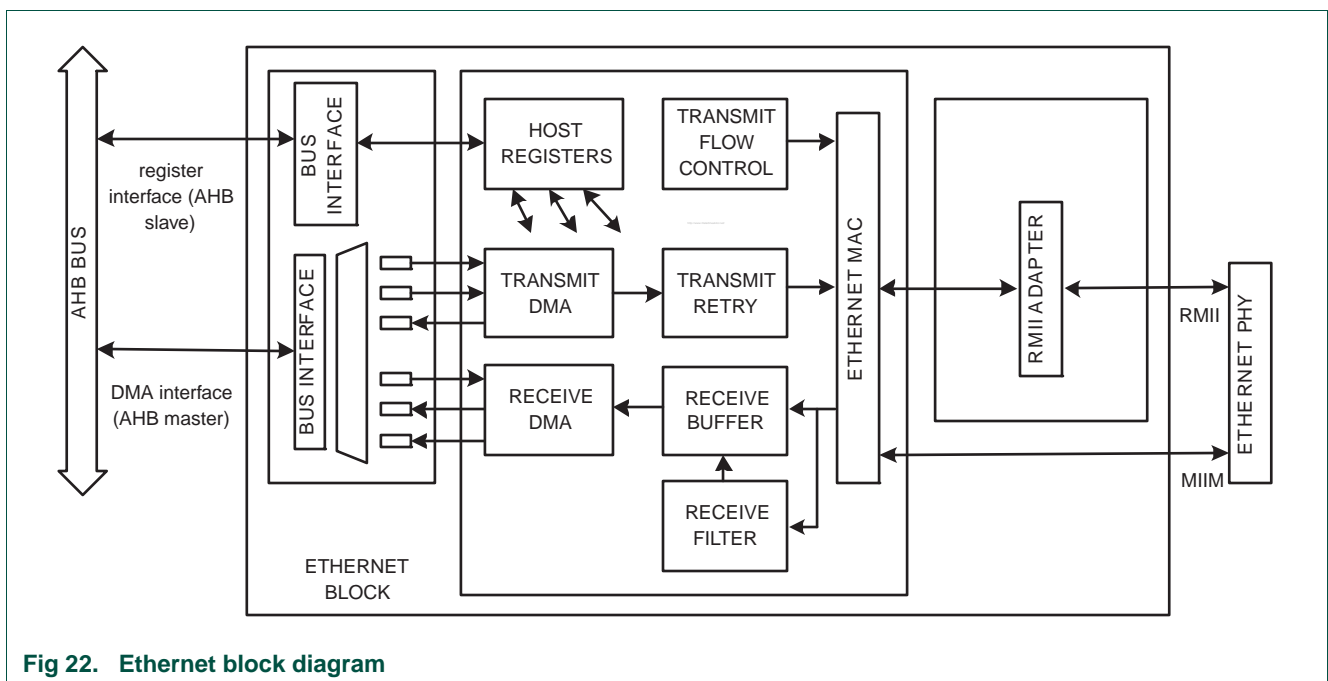 AHB BUS
register
interface (AHB
slave)
DMA interface
(AHB master)
BUS
INTERFACE
BUS INTERFACE
HOST
REGISTERS
TRANSMIT
FLOW
CONTROL
TRANSMIT
DMA
TRANSMIT
RETRY
RECEIVE
DMA
RECEIVE
BUFFER
RECEIVE
FILTER
ETHERNET MAC
RMII ADAPTER
RMII
MIIM
ETHERNET PHY
ETHERNET
BLOCK
Fig 22. Ethernet block diagram